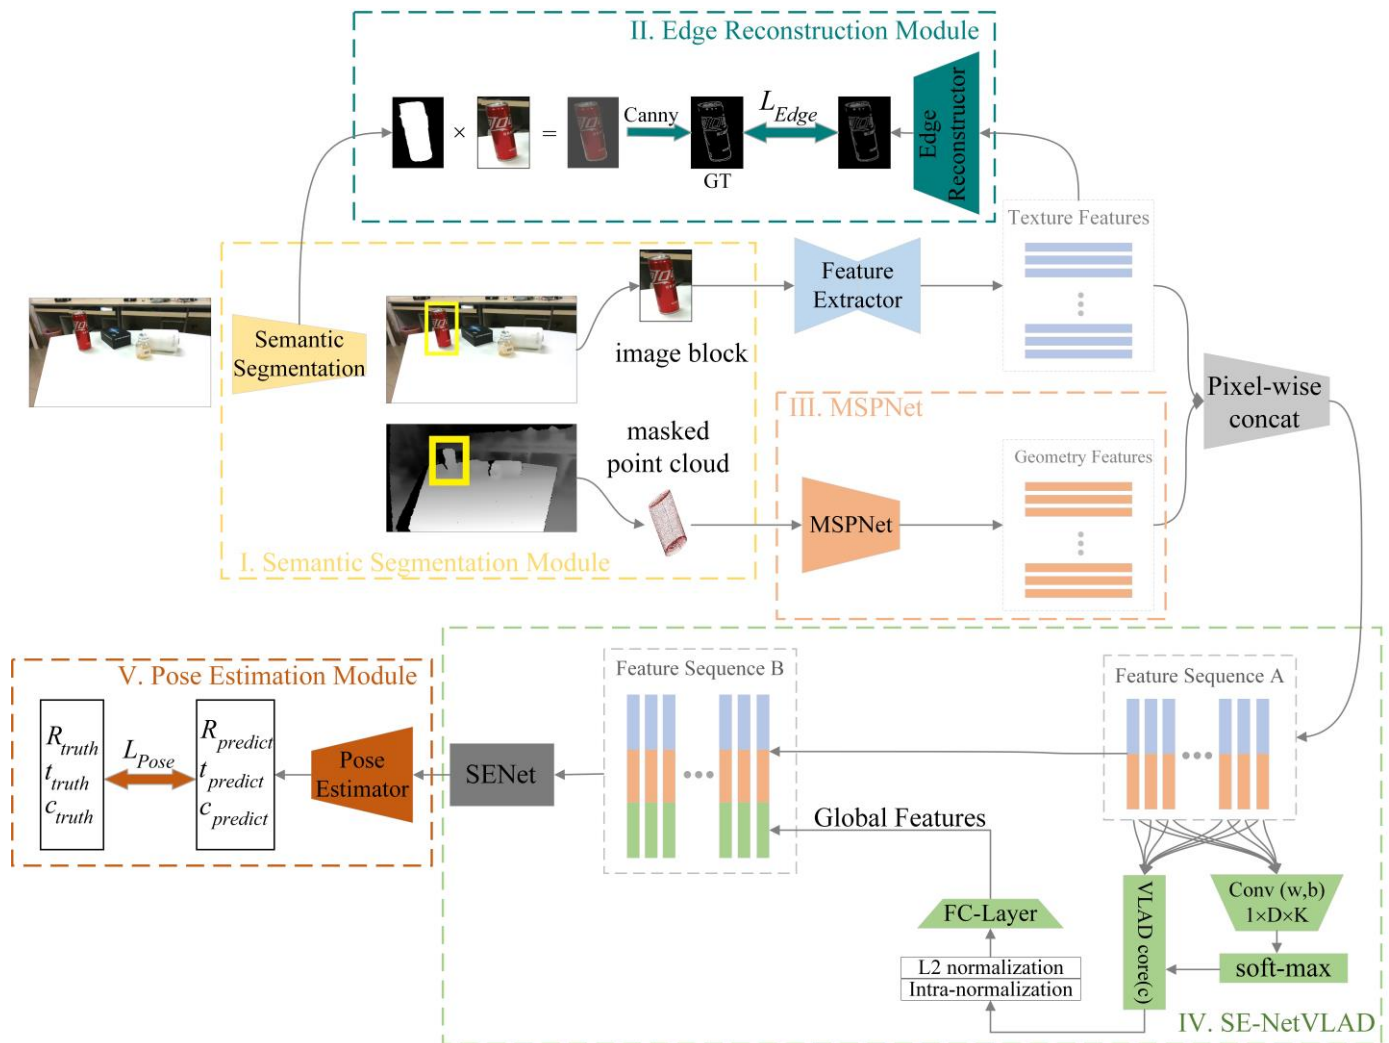 II. Edge Reconstruction Module
×
=
Canny
L_Edge
GT
Edge
Reconstructor
Texture Features
Semantic
Segmentation
image block
masked
point cloud
I. Semantic Segmentation Module
Feature
Extractor
III. MSPNet
MSPNet
Geometry Features
Pixel-wise
concat
V. Pose Estimation Module
R_truth
t_truth
c_truth
L_Pose
R_predict
t_predict
c_predict
Pose
Estimator
SENet
Feature Sequence B
Feature Sequence A
Global Features
FC-Layer
L2 normalization
Intra-normalization
VLAD core(c)
Conv (w,b)
1×D×K
soft-max
IV. SE-NetVLAD